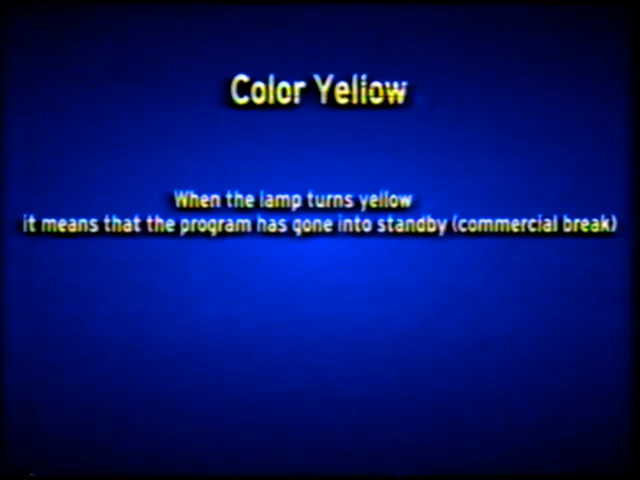 Color Yellow
When the lamp turns yellow
it means that the program has gone into standby (commercial break)